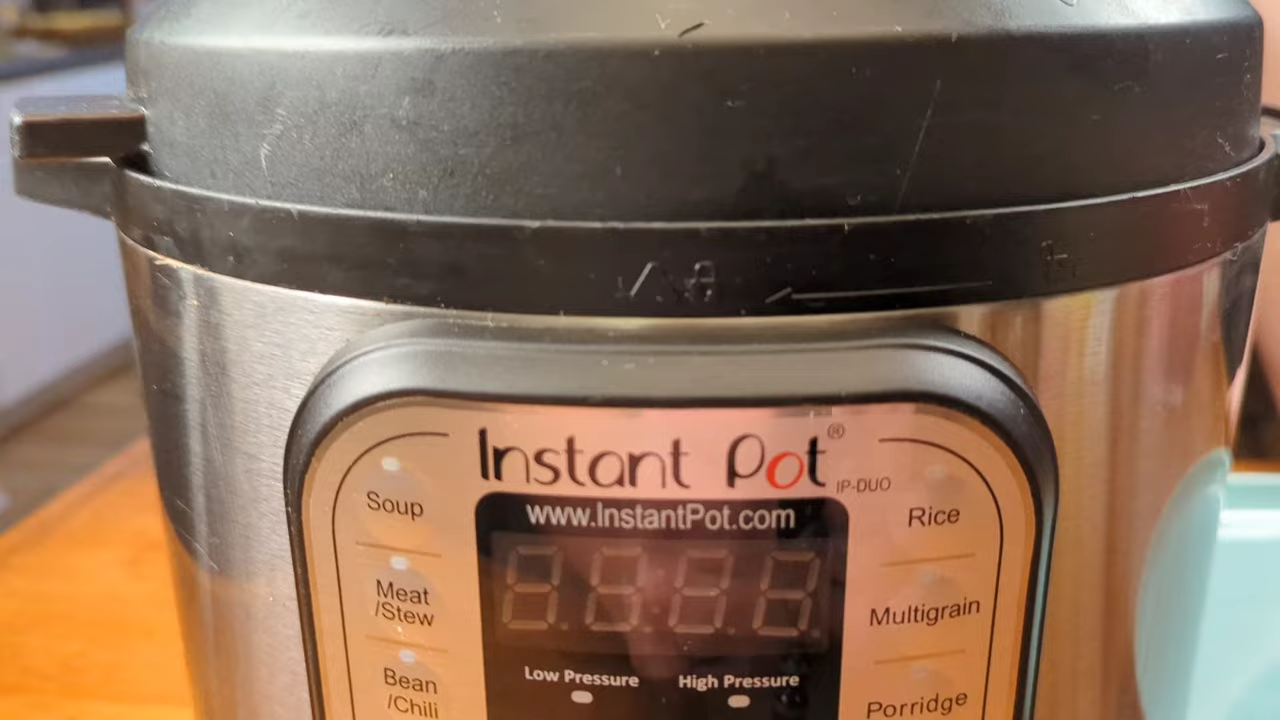 Instant Pot®
IP-DUO
www.InstantPot.com
Soup
Meat
/Stew
Bean
/Chili
Low Pressure
High Pressure
Rice
Multigrain
Porridge